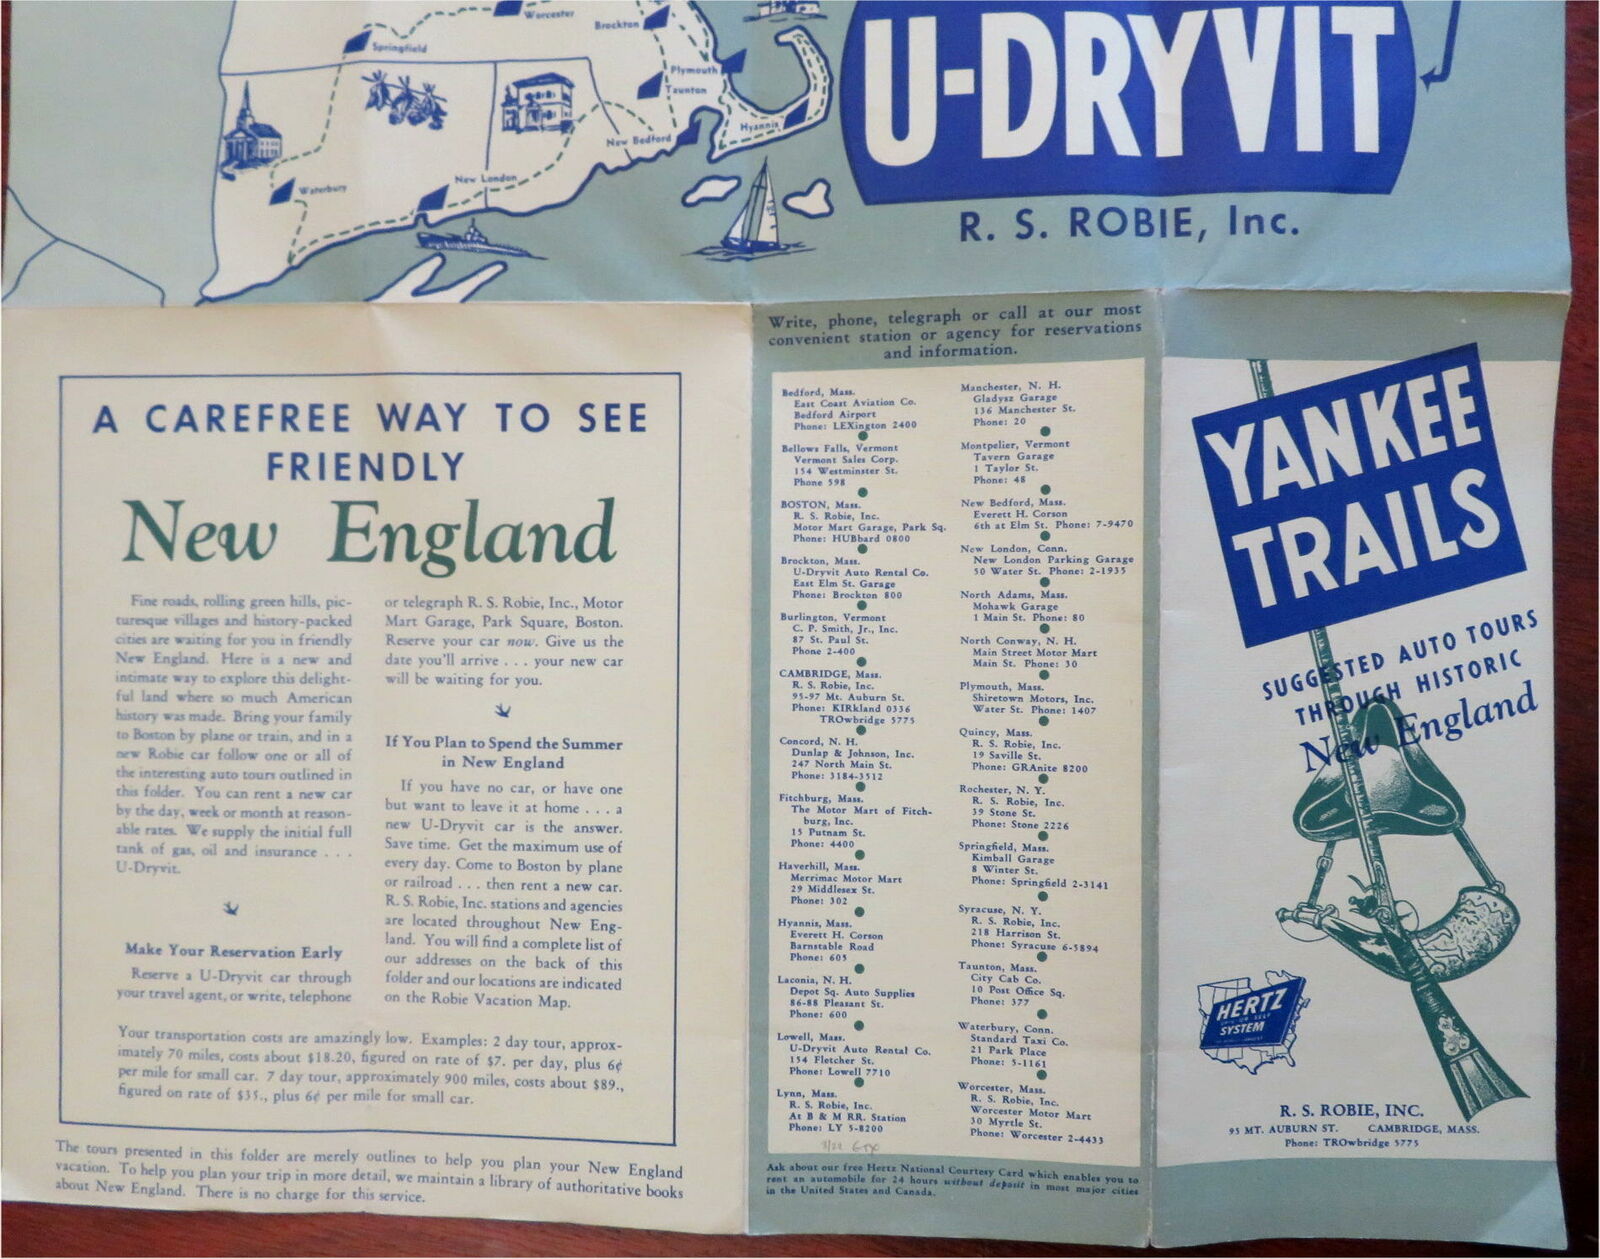 Worcester
Brockton
Springfield
Plymouth
Taunton
Hyannis
New Bedford
New London
Waterbury
U-DRYVIT
R. S. ROBIE, Inc.
A CAREFREE WAY TO SEE
FRIENDLY
New England
Fine roads, rolling green hills, pic-
turesque villages and history-packed
cities are waiting for you in friendly
New England. Here is a new and
intimate way to explore this delight-
ful land where so much American
history was made. Bring your family
to Boston by plane or train, and in a
new Robie car follow one or all of
the interesting auto tours outlined in
this folder. You can rent a new car
by the day, week or month at reason-
able rates. We supply the initial full
tank of gas, oil and insurance . . .
U-Dryvit.
Make Your Reservation Early
Reserve a U-Dryvit car through
your travel agent, or write, telephone
or telegraph R. S. Robie, Inc., Motor
Mart Garage, Park Square, Boston.
Reserve your car now. Give us the
date you'll arrive . . . your new car
will be waiting for you.
If You Plan to Spend the Summer
in New England
If you have no car, or have one
but want to leave it at home . . . a
new U-Dryvit car is the answer.
Save time. Get the maximum use of
every day. Come to Boston by plane
or railroad . . . then rent a new car.
R. S. Robie, Inc. stations and agencies
are located throughout New Eng-
land. You will find a complete list of
our addresses on the back of this
folder and our locations are indicated
on the Robie Vacation Map.
Your transportation costs are amazingly low. Examples: 2 day tour, approx-
imately 70 miles, costs about $18.20, figured on rate of $7. per day, plus 6¢
per mile for small car. 7 day tour, approximately 900 miles, costs about $89.,
figured on rate of $35., plus 6¢ per mile for small car.
The tours presented in this folder are merely outlines to help you plan your New England
vacation. To help you plan your trip in more detail, we maintain a library of authoritative books
about New England. There is no charge for this service.
Write, phone, telegraph or call at our most
convenient station or agency for reservations
and information.
Bedford, Mass.
East Coast Aviation Co.
Bedford Airport
Phone: LEXington 2400
Bellows Falls, Vermont
Vermont Sales Corp.
154 Westminster St.
Phone 598
BOSTON, Mass.
R. S. Robie, Inc.
Motor Mart Garage, Park Sq.
Phone: HUBbard 0800
Brockton, Mass.
U-Dryvit Auto Rental Co.
East Elm St. Garage
Phone: Brockton 800
Burlington, Vermont
C. P. Smith, Jr., Inc.
87 St. Paul St.
Phone 2-400
CAMBRIDGE, Mass.
R. S. Robie, Inc.
95-97 Mt. Auburn St.
Phone: KIRkland 0336
TROwbridge 5775
Concord, N. H.
Dunlap & Johnson, Inc.
247 North Main St.
Phone: 3184-3512
Fitchburg, Mass.
The Motor Mart of Fitch-
burg, Inc.
15 Putnam St.
Phone: 4400
Haverhill, Mass.
Merrimac Motor Mart
29 Middlesex St.
Phone: 302
Hyannis, Mass.
Everett H. Corson
Barnstable Road
Phone: 605
Laconia, N. H.
Depot Sq. Auto Supplies
86-88 Pleasant St.
Phone: 600
Lowell, Mass.
U-Dryvit Auto Rental Co.
154 Fletcher St.
Phone: Lowell 7710
Lynn, Mass.
R. S. Robie, Inc.
At B & M RR. Station
Phone: LY 5-8200
Manchester, N. H.
Gladysz Garage
136 Manchester St.
Phone: 20
Montpelier, Vermont
Tavern Garage
1 Taylor St.
Phone: 48
New Bedford, Mass.
Everett H. Corson
6th at Elm St. Phone: 7-9470
New London, Conn.
New London Parking Garage
50 Water St. Phone: 2-1935
North Adams, Mass.
Mohawk Garage
1 Main St. Phone: 80
North Conway, N. H.
Main Street Motor Mart
Main St. Phone: 30
Plymouth, Mass.
Shiretown Motors, Inc.
Water St. Phone: 1407
Quincy, Mass.
R. S. Robie, Inc.
19 Saville St.
Phone: GRAnite 8200
Rochester, N. Y.
R. S. Robie, Inc.
39 Stone St.
Phone: Stone 2226
Springfield, Mass.
Kimball Garage
8 Winter St.
Phone: Springfield 2-3141
Syracuse, N. Y.
R. S. Robie, Inc.
218 Harrison St.
Phone: Syracuse 6-5894
Taunton, Mass.
City Cab Co.
10 Post Office Sq.
Phone: 377
Waterbury, Conn.
Standard Taxi Co.
21 Park Place
Phone: 5-1161
Worcester, Mass.
R. S. Robie, Inc.
Worcester Motor Mart
30 Myrtle St.
Phone: Worcester 2-4433
Ask about our free Hertz National Courtesy Card which enables you to
rent an automobile for 24 hours without deposit in most major cities
in the United States and Canada.
YANKEE
TRAILS
SUGGESTED AUTO TOURS
THROUGH HISTORIC
New England
HERTZ
SYSTEM
R. S. ROBIE, INC.
95 MT. AUBURN ST. CAMBRIDGE, MASS.
Phone: TROwbridge 5775